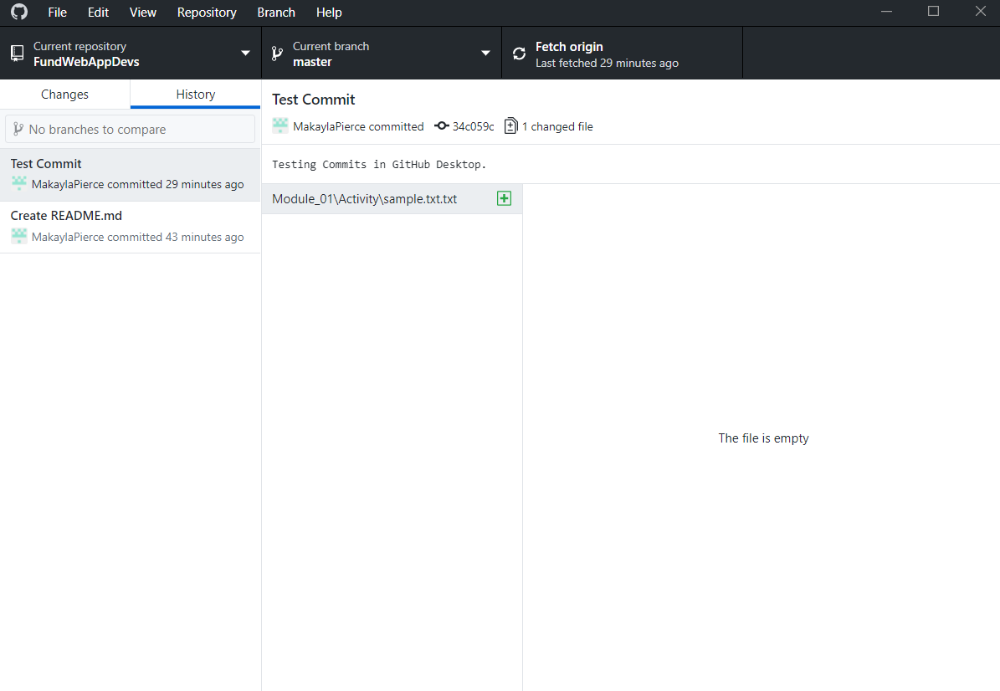 File Edit View Repository Branch Help
Current repository
FundWebAppDevs
Current branch
master
Fetch origin
Last fetched 29 minutes ago
Changes History
No branches to compare
Test Commit
MakaylaPierce committed 29 minutes ago
Create README.md
MakaylaPierce committed 43 minutes ago
Test Commit
MakaylaPierce committed 34c059c 1 changed file
Testing Commits in GitHub Desktop.
Module_01\Activity\sample.txt.txt
The file is empty